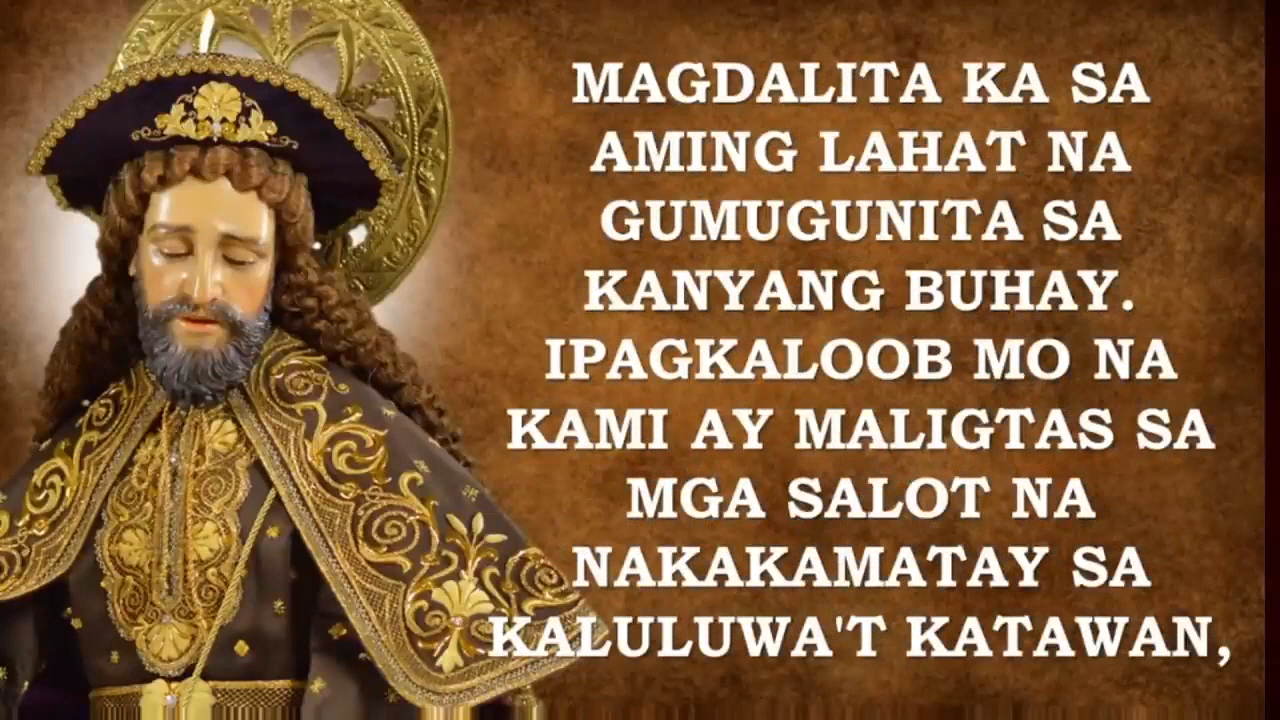 MAGDALITA KA SA
AMING LAHAT NA
GUMUGUNITA SA
KANYANG BUHAY.
IPAGKALOOB MO NA
KAMI AY MALIGTAS SA
MGA SALOT NA
NAKAKAMATAY SA
KALULUWA'T KATAWAN,